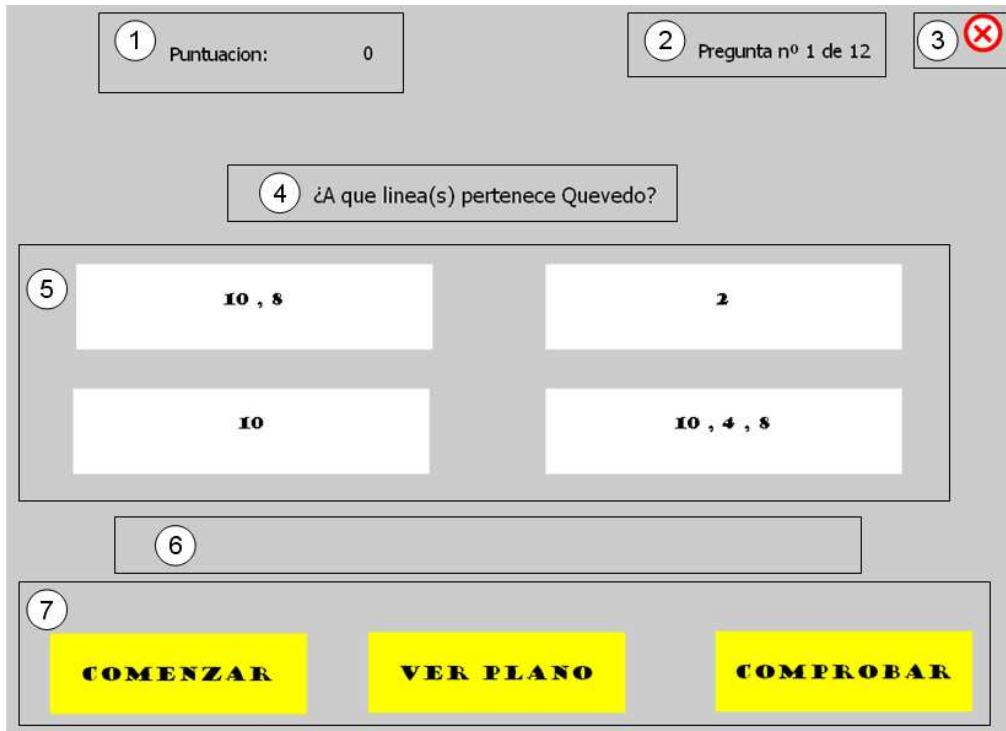 1 Puntuacion: 0
2 Pregunta nº 1 de 12
3
4 ¿A que linea(s) pertenece Quevedo?
5
10 , 8
2
10
10 , 4 , 8
6
7
COMENZAR
VER PLANO
COMPROBAR